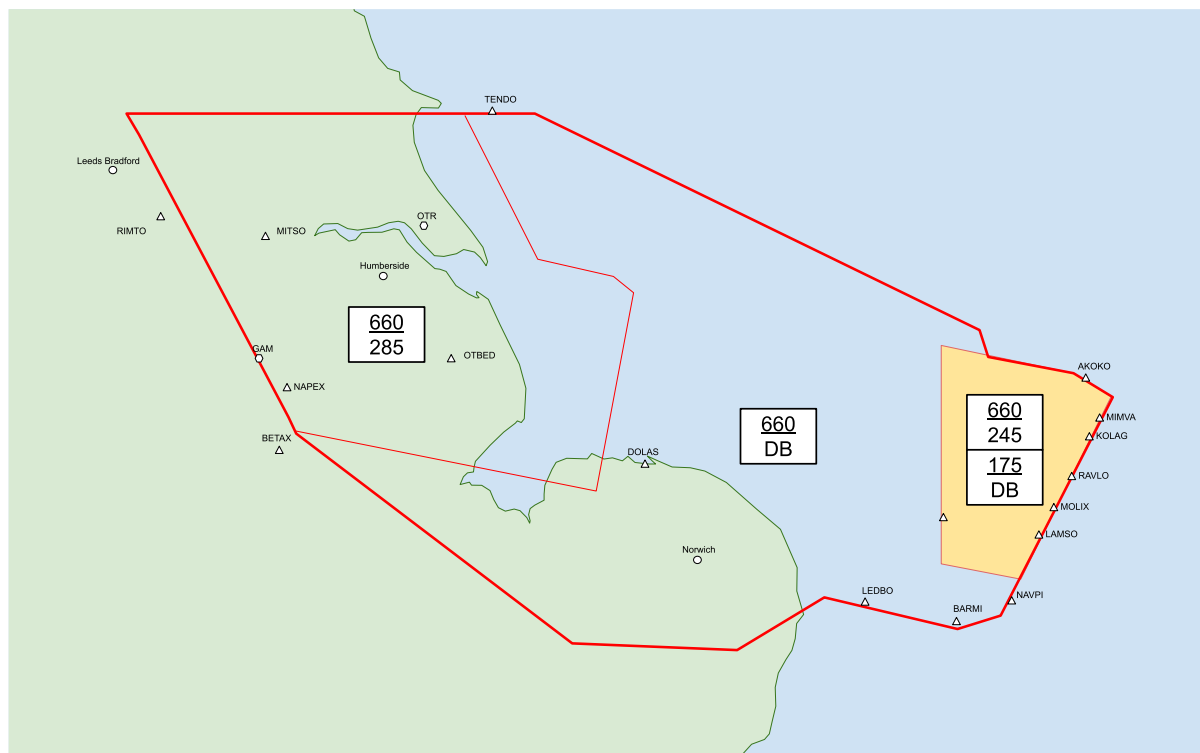 TENDO
Leeds Bradford
RIMTO
MITSO
OTR
Humberside
660
285
GAM
OTBED
NAPEX
BETAX
DOLAS
660
DB
AKOKO
660
245
175
DB
MIMVA
KOLAG
RAVLO
MOLIX
LAMSO
Norwich
LEDBO
BARMI
NAVPI